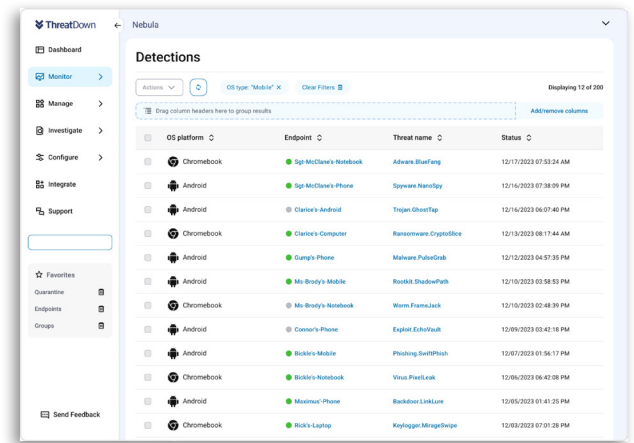 ThreatDown
Nebula
Dashboard
Monitor
Manage
Investigate
Configure
Integrate
Support
Favorites
Quarantine
Endpoints
Groups
Send Feedback
Detections
Actions
OS type: "Mobile" ×
Clear Filters
Displaying 12 of 200
Drag column headers here to group results
Add/remove columns
OS platform Endpoint Threat name Status
Chromebook Sgt-McClane's-Notebook Adware.BlueFang 12/17/2023 07:53:24 AM
Android Sgt-McClane's-Phone Spyware.NanoSpy 12/16/2023 07:38:09 PM
Android Clarice's-Android Trojan.GhostTap 12/16/2023 06:07:40 PM
Chromebook Clarice's-Computer Ransomware.CryptoSlice 12/13/2023 08:17:44 AM
Android Gump's-Phone Malware.PulseGrab 12/12/2023 04:57:35 PM
Android Ms-Brody's-Mobile Rootkit.ShadowPath 12/10/2023 03:58:53 PM
Chromebook Ms-Brody's-Notebook Worm.FrameJack 12/10/2023 02:48:39 PM
Android Connor's-Phone Exploit.EchoVault 12/09/2023 03:42:18 PM
Android Bickle's-Mobile Phishing.SwiftPhish 12/07/2023 01:56:17 PM
Chromebook Bickle's-Notebook Virus.PixelLeak 12/06/2023 06:42:08 PM
Android Maximus'-Phone Backdoor.LinkLure 12/05/2023 01:41:25 PM
Chromebook Rick's-Laptop Keylogger.MirageSwipe 12/03/2023 07:01:28 PM